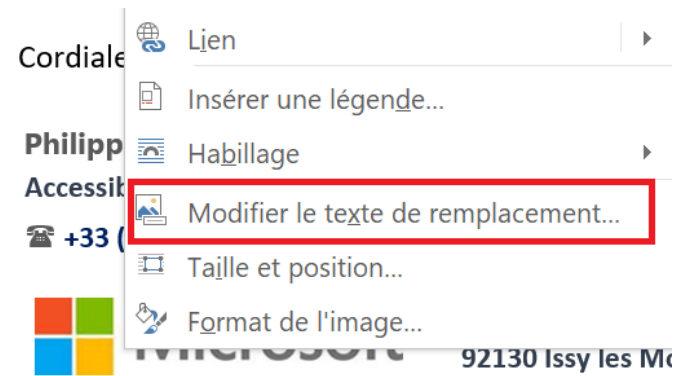 Lien
Cordiale
Insérer une légende...
Philipp
Habillage
Accessib
Modifier le texte de remplacement...
+33 (
Taille et position...
Format de l'image...
Microsoft
92130 Issy les Mo